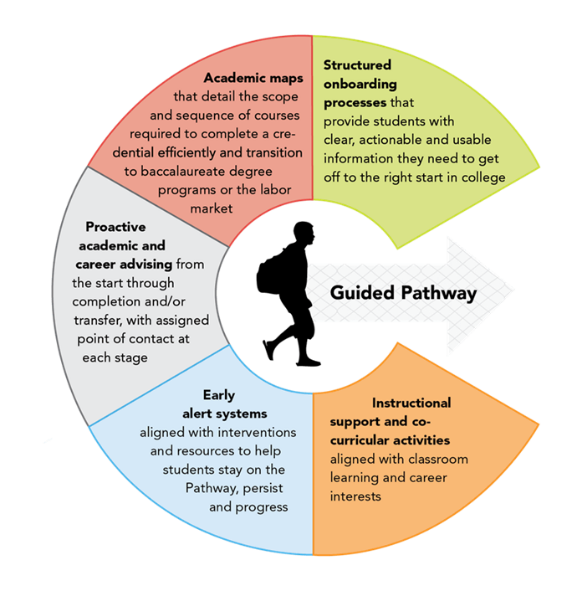 Structured
onboarding
processes that
provide students with
clear, actionable and usable
information they need to get
off to the right start in college
Academic maps
that detail the scope
and sequence of courses
required to complete a cre-
dential efficiently and transition
to baccalaureate degree
programs or the labor
market
Proactive
academic and
career advising from
the start through
completion and/or
transfer, with assigned
point of contact at
each stage
Early
alert systems
aligned with interventions
and resources to help
students stay on the
Pathway, persist
and progress
Instructional
support and co-
curricular activities
aligned with classroom
learning and career
interests
Guided Pathway